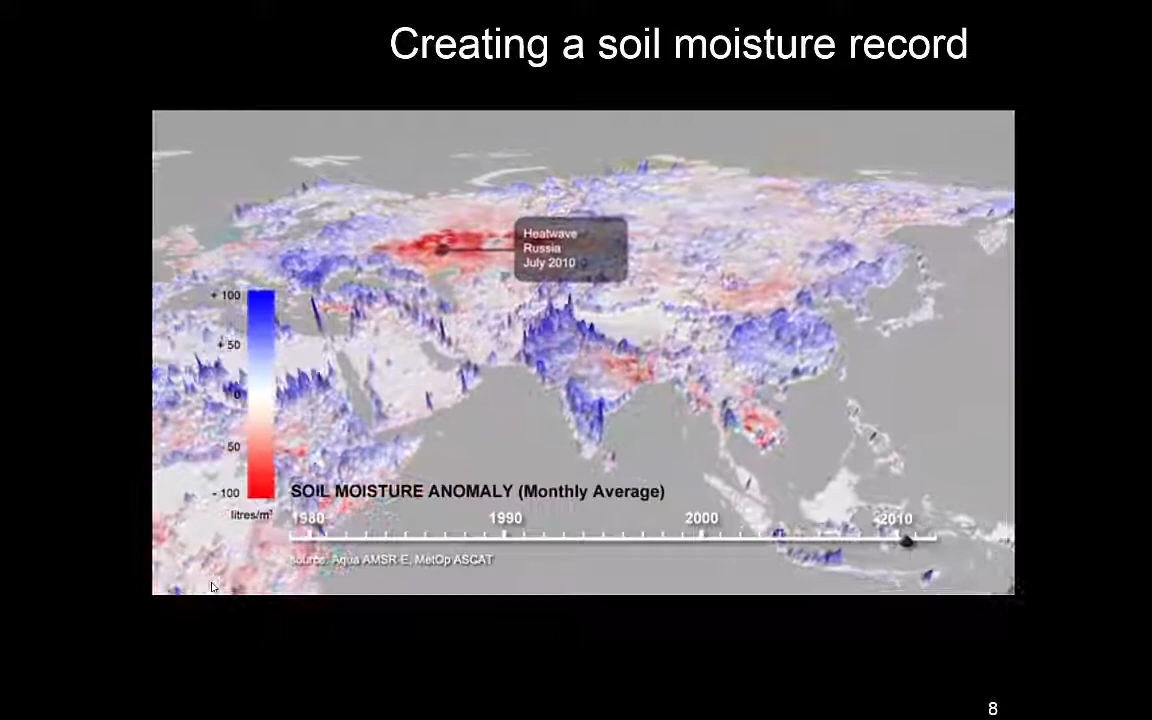 Creating a soil moisture record
Heatwave
Russia
July 2010
+ 100
+ 50
0
- 50
- 100
litres/m³
SOIL MOISTURE ANOMALY (Monthly Average)
1980 1990 2000 2010
source: Aqua AMSR-E, MetOp ASCAT
8